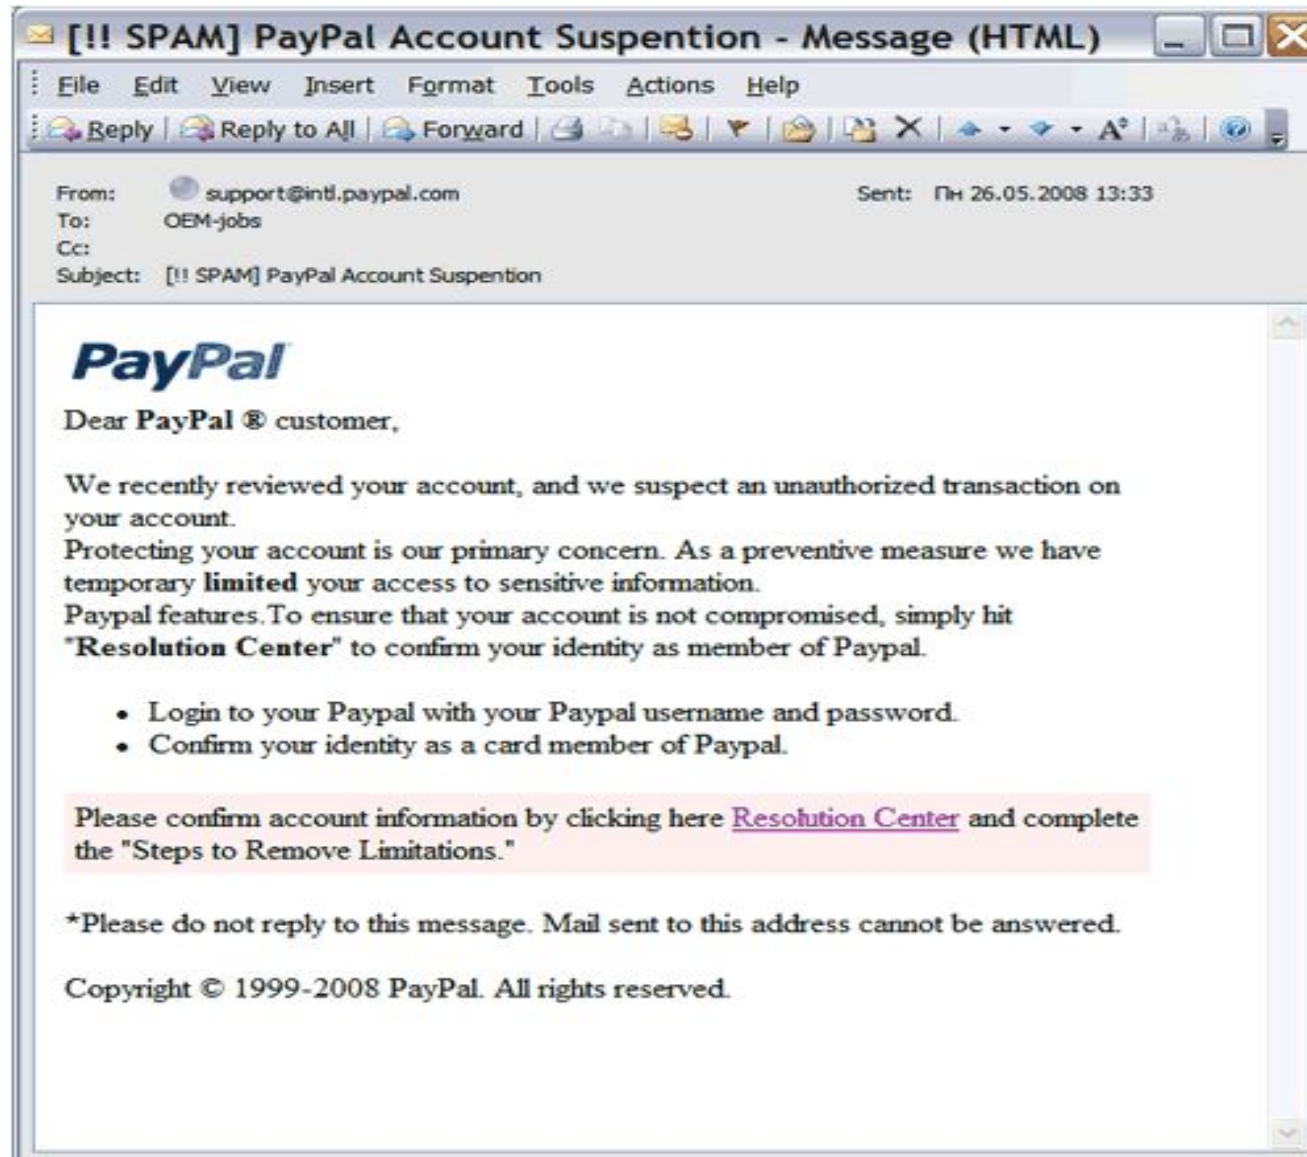 [!! SPAM] PayPal Account Suspention - Message (HTML)
File Edit View Insert Format Tools Actions Help
Reply Reply to All Forward
From: support@intl.paypal.com Sent: Пн 26.05.2008 13:33
To: OEM-jobs
Cc:
Subject: [!! SPAM] PayPal Account Suspention
PayPal
Dear PayPal ® customer,
We recently reviewed your account, and we suspect an unauthorized transaction on
your account.
Protecting your account is our primary concern. As a preventive measure we have
temporary limited your access to sensitive information.
Paypal features.To ensure that your account is not compromised, simply hit
"Resolution Center" to confirm your identity as member of Paypal.
• Login to your Paypal with your Paypal username and password.
• Confirm your identity as a card member of Paypal.
Please confirm account information by clicking here Resolution Center and complete
the "Steps to Remove Limitations."
*Please do not reply to this message. Mail sent to this address cannot be answered.
Copyright © 1999-2008 PayPal. All rights reserved.